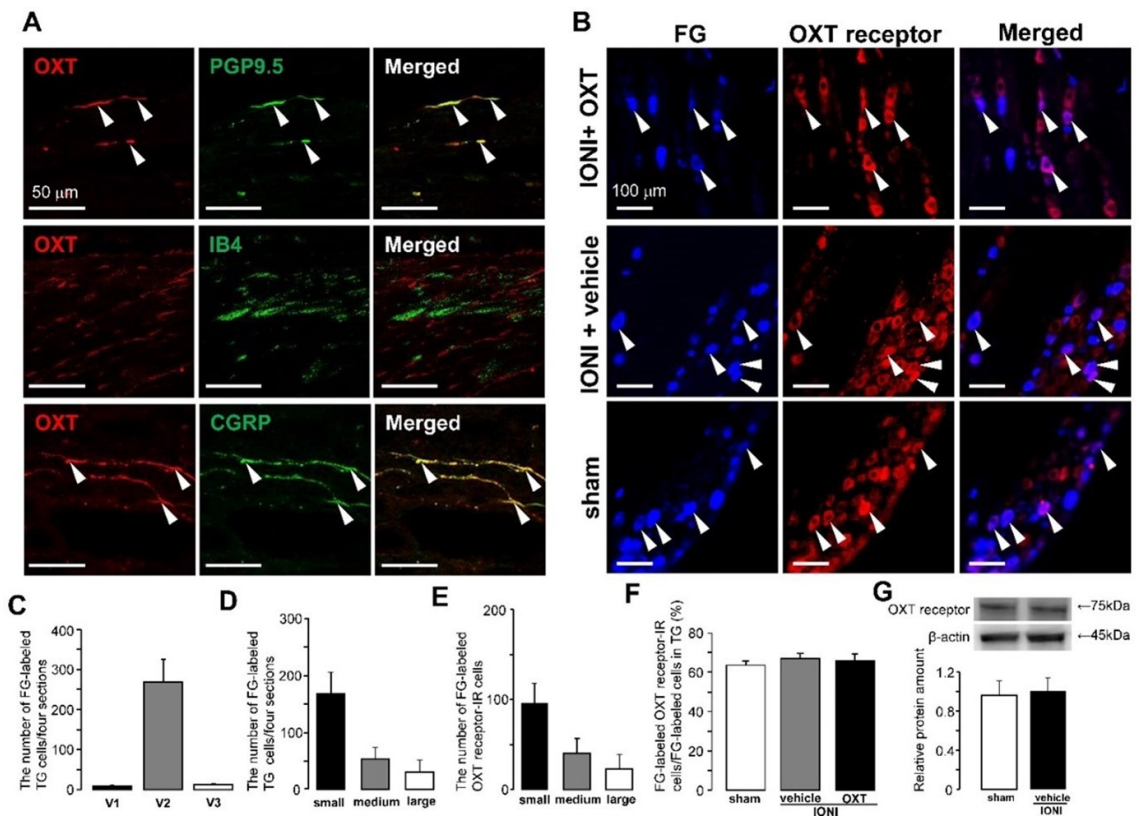 A
OXT
PGP9.5
Merged
50 μm
OXT
IB4
Merged
OXT
CGRP
Merged
B
FG
OXT receptor
Merged
IONI+ OXT
100 μm
IONI + vehicle
sham
C
The number of FG-labeled
TG cells/four sections
400
300
200
100
0
V1
V2
V3
D
The number of FG-labeled
TG cells/four sections
300
200
100
0
small
medium
large
E
The number of FG-labeled
OXT receptor-IR cells
200
100
0
small
medium
large
F
FG-labeled OXT receptor-IR
cells/FG-labeled cells in TG (%)
100
80
60
40
20
0
sham
vehicle
OXT
IONI
G
OXT receptor
←75kDa
β-actin
←45kDa
Relative protein amount
1.2
0.9
0.6
0.3
0
sham
vehicle
IONI